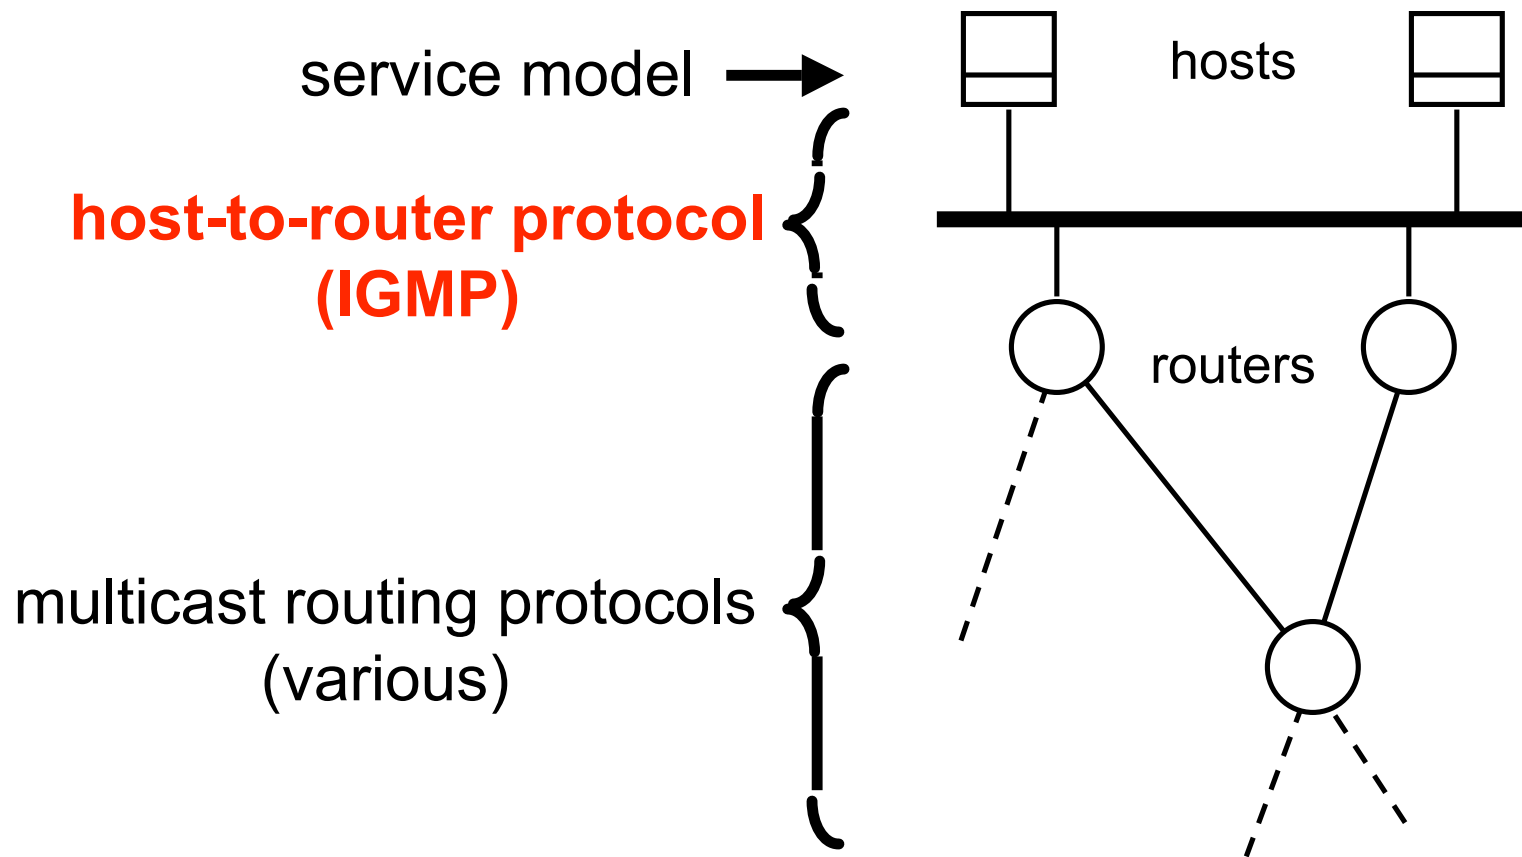 service model
hosts
host-to-router protocol
(IGMP)
routers
multicast routing protocols
(various)